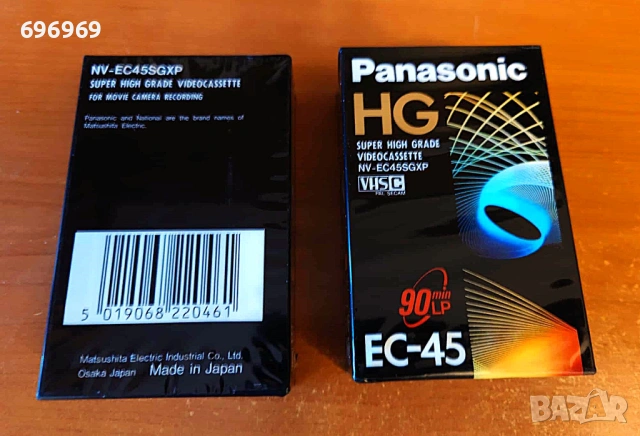 696969
NV-EC45SGXP
SUPER HIGH GRADE VIDEOCASSETTE
FOR MOVIE CAMERA RECORDING
Panasonic and National are the brand names of
Matsushita Electric.
5 019068 220461
Matsushita Electric Industrial Co., Ltd.
Osaka Japan Made in Japan
Panasonic
HG
SUPER HIGH GRADE
VIDEOCASSETTE
NV-EC45SGXP
VHS C
PAL SECAM
90min
LP
EC-45
BAZAR